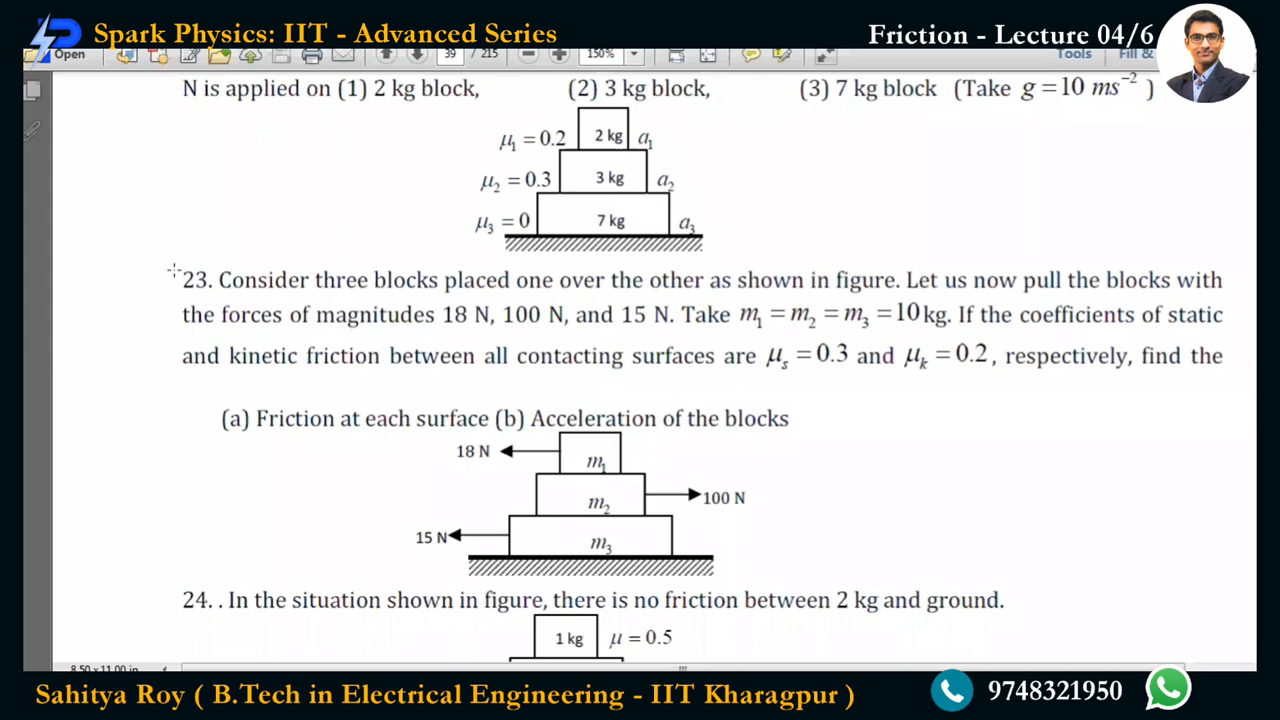 Spark Physics: IIT - Advanced Series
Friction - Lecture 04/6
Open
39 / 215
150%
Tools
Fill &
N is applied on (1) 2 kg block, (2) 3 kg block, (3) 7 kg block (Take g = 10 ms⁻² )
μ₁ = 0.2 2 kg a₁
μ₂ = 0.3 3 kg a₂
μ₃ = 0 7 kg a₃
23. Consider three blocks placed one over the other as shown in figure. Let us now pull the blocks with
the forces of magnitudes 18 N, 100 N, and 15 N. Take m₁ = m₂ = m₃ = 10 kg. If the coefficients of static
and kinetic friction between all contacting surfaces are μₛ = 0.3 and μₖ = 0.2, respectively, find the
(a) Friction at each surface (b) Acceleration of the blocks
18 N m₁
m₂ 100 N
15 N m₃
24. . In the situation shown in figure, there is no friction between 2 kg and ground.
1 kg μ = 0.5
8.50 x 11.00 in
Sahitya Roy ( B.Tech in Electrical Engineering - IIT Kharagpur )
9748321950